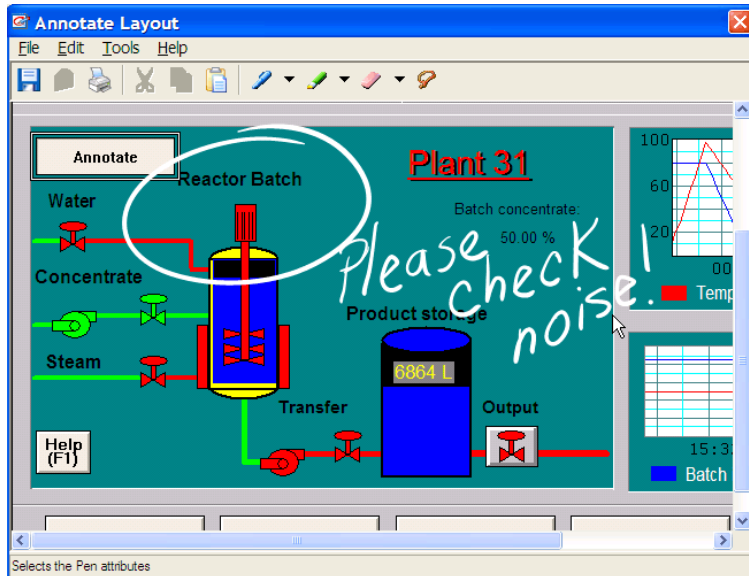 Annotate Layout
File Edit Tools Help
Annotate
Reactor Batch
Plant 31
Water
Batch concentrate:
50.00 %
Please
check
noise!
Concentrate
Product storage
Steam
6864 L
Transfer
Output
Help
(F1)
100
60
20
00
Temp
15:3
Batch
Selects the Pen attributes